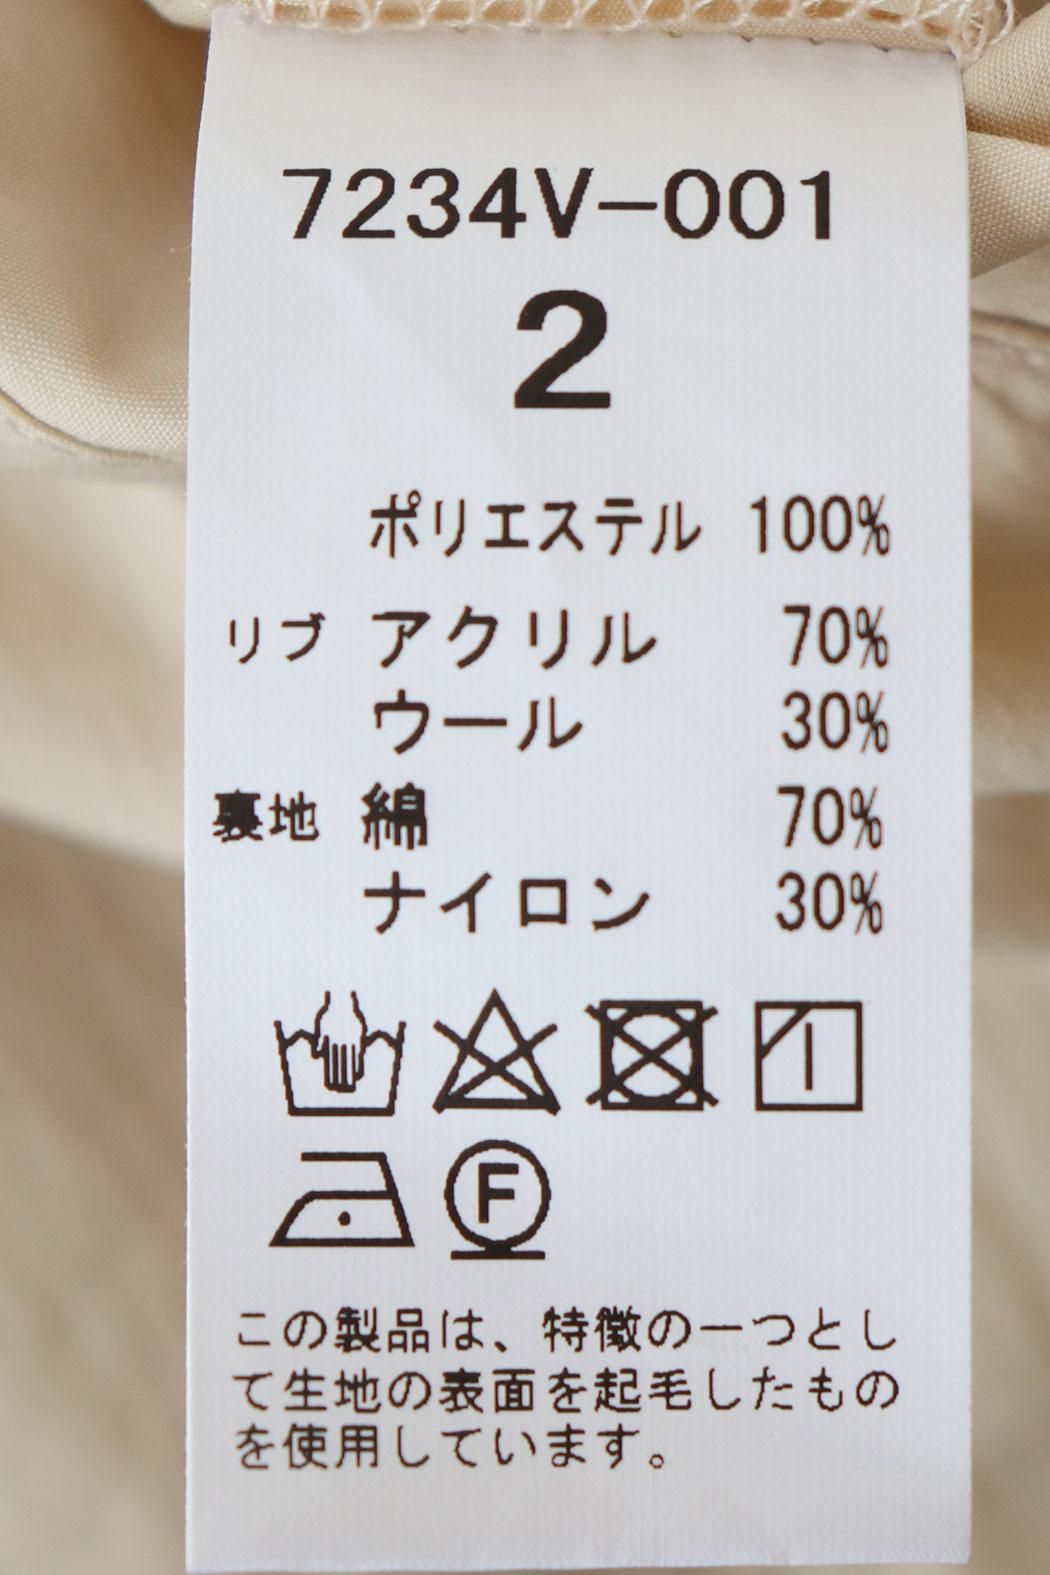 7234V-001
2
ポリエステル 100%
リブ アクリル 70%
ウール 30%
裏地 綿 70%
ナイロン 30%
F
この製品は、特徴の一つとし
て生地の表面を起毛したもの
を使用しています。